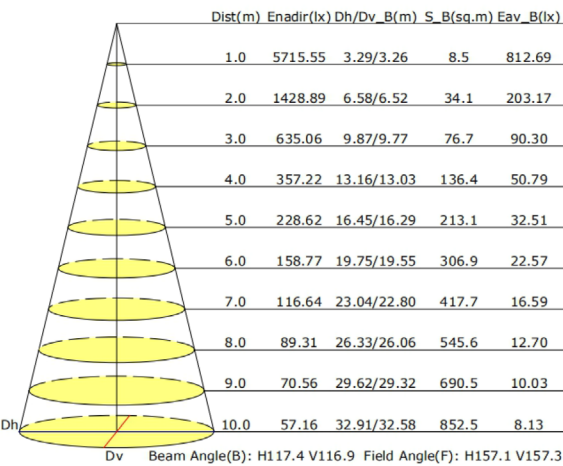 Dist(m) Enadir(lx) Dh/Dv_B(m) S_B(sq.m) Eav_B(lx)
1.0 5715.55 3.29/3.26 8.5 812.69
2.0 1428.89 6.58/6.52 34.1 203.17
3.0 635.06 9.87/9.77 76.7 90.30
4.0 357.22 13.16/13.03 136.4 50.79
5.0 228.62 16.45/16.29 213.1 32.51
6.0 158.77 19.75/19.55 306.9 22.57
7.0 116.64 23.04/22.80 417.7 16.59
8.0 89.31 26.33/26.06 545.6 12.70
9.0 70.56 29.62/29.32 690.5 10.03
Dh 10.0 57.16 32.91/32.58 852.5 8.13
Dv Beam Angle(B): H117.4 V116.9 Field Angle(F): H157.1 V157.3